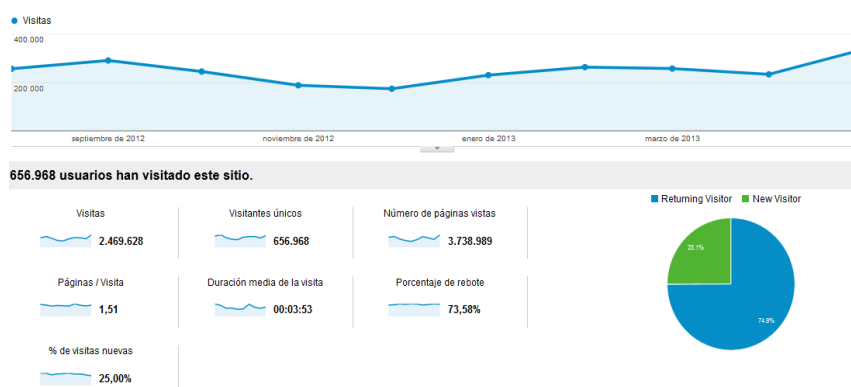 Visitas
400.000
200.000
septiembre de 2012 noviembre de 2012 enero de 2013 marzo de 2013
656.968 usuarios han visitado este sitio.
Returning Visitor New Visitor
Visitas Visitantes únicos Número de páginas vistas
2.469.628 656.968 3.738.989
25.1%
Páginas / Visita Duración media de la visita Porcentaje de rebote
1,51 00:03:53 73,58%
74.9%
% de visitas nuevas
25,00%